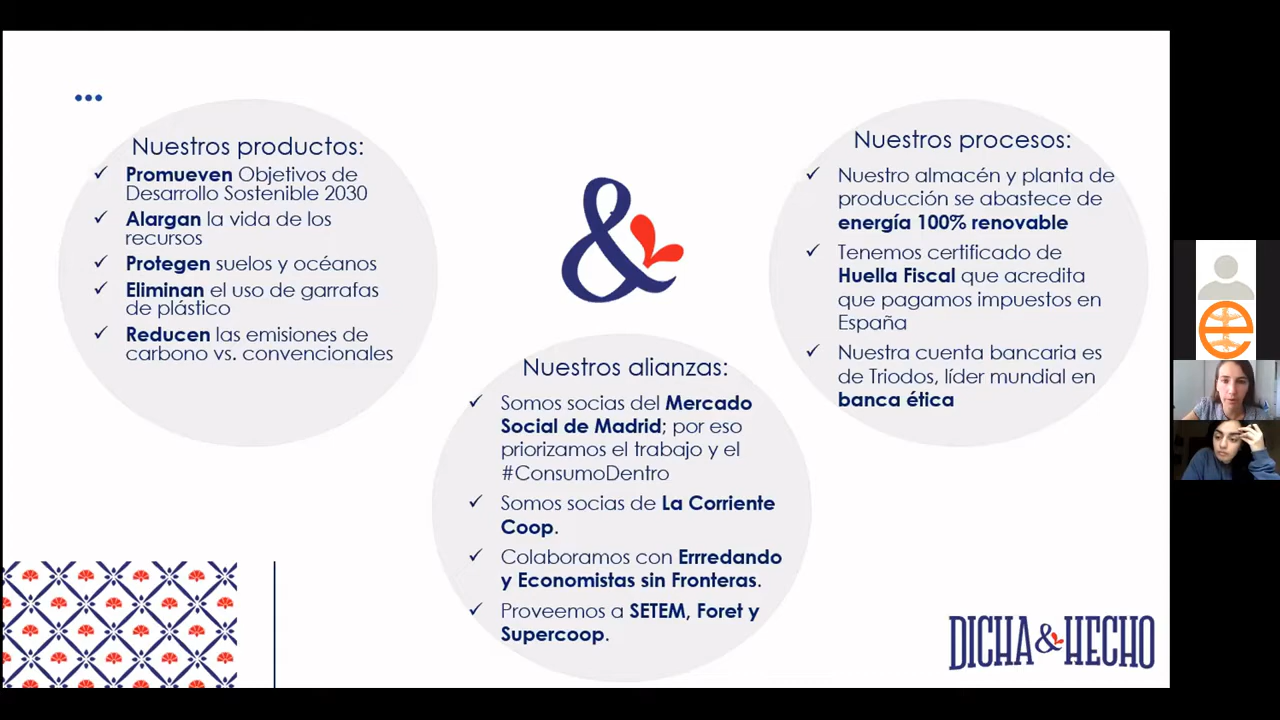 Nuestros productos:
✓ Promueven Objetivos de
Desarrollo Sostenible 2030
✓ Alargan la vida de los
recursos
✓ Protegen suelos y océanos
✓ Eliminan el uso de garrafas
de plástico
✓ Reducen las emisiones de
carbono vs. convencionales
&
Nuestros alianzas:
✓ Somos socias del Mercado
Social de Madrid; por eso
priorizamos el trabajo y el
#ConsumoDentro
✓ Somos socias de La Corriente
Coop.
✓ Colaboramos con Errredando
y Economistas sin Fronteras.
✓ Proveemos a SETEM, Foret y
Supercoop.
Nuestros procesos:
✓ Nuestro almacén y planta de
producción se abastece de
energía 100% renovable
✓ Tenemos certificado de
Huella Fiscal que acredita
que pagamos impuestos en
España
✓ Nuestra cuenta bancaria es
de Triodos, líder mundial en
banca ética
e
DICHA&HECHO